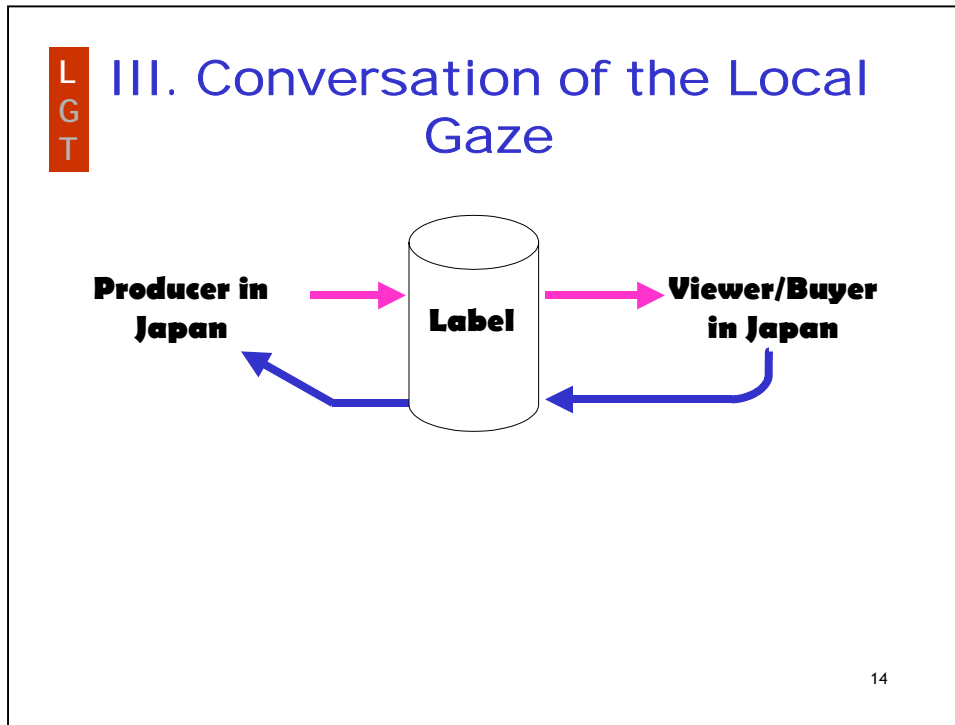 L
G
T
III. Conversation of the Local
Gaze
Producer in
Japan
Label
Viewer/Buyer
in Japan
14